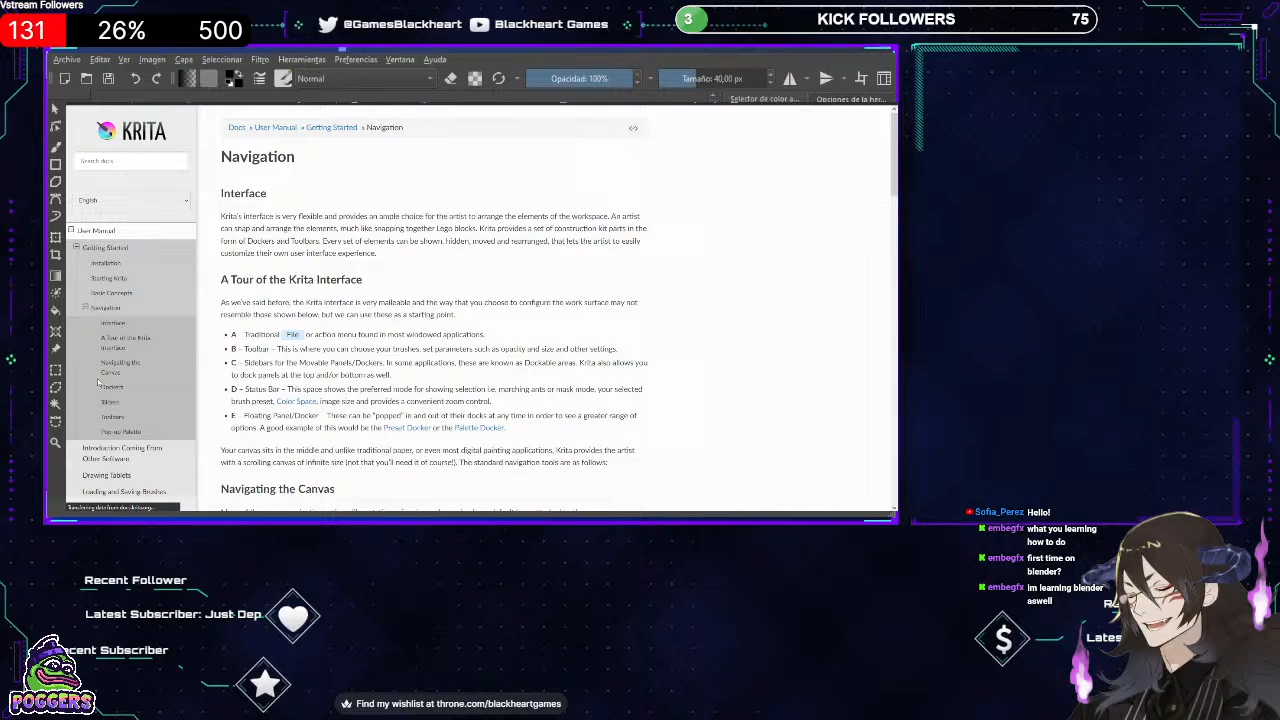 Vstream Followers
131 26% 500
@GamesBlackheart Blackheart Games
3 KICK FOLLOWERS 75
Archivo Editar Ver Imagen Capa Seleccionar Filtro Herramientas Preferencias Ventana Ayuda
Normal Opacidad: 100% Tamaño: 40,00 px
Selector de color a... Opciones de la her...
KRITA
Search docs
English
User Manual
Getting Started
Installation
Starting Krita
Basic Concepts
Navigation
Interface
A Tour of the Krita
Interface
Navigating the
Canvas
Dockers
Sliders
Toolbars
Pop-up Palette
Introduction Coming From
Other Software
Drawing Tablets
Loading and Saving Brushes
Transferring data from docs.krita.org...
Docs » User Manual » Getting Started » Navigation
Navigation
Interface
Krita's interface is very flexible and provides an ample choice for the artist to arrange the elements of the workspace. An artist
can snap and arrange the elements, much like snapping together Lego blocks. Krita provides a set of construction kit parts in the
form of Dockers and Toolbars. Every set of elements can be shown, hidden, moved and rearranged, that lets the artist to easily
customize their own user interface experience.
A Tour of the Krita Interface
As we've said before, the Krita interface is very malleable and the way that you choose to configure the work surface may not
resemble those shown below, but we can use these as a starting point.
• A – Traditional File or action menu found in most windowed applications.
• B – Toolbar – This is where you can choose your brushes, set parameters such as opacity and size and other settings.
• C – Sidebars for the Movable Panels/Dockers. In some applications, these are known as Dockable areas. Krita also allows you
to dock panels at the top and/or bottom as well.
• D – Status Bar – This space shows the preferred mode for showing selection i.e. marching ants or mask mode, your selected
brush preset, Color Space, image size and provides a convenient zoom control.
• E – Floating Panel/Docker – These can be "popped" in and out of their docks at any time in order to see a greater range of
options. A good example of this would be the Preset Docker or the Palette Docker.
Your canvas sits in the middle and unlike traditional paper, or even most digital painting applications, Krita provides the artist
with a scrolling canvas of infinite size (not that you'll need it of course!). The standard navigation tools are as follows:
Navigating the Canvas
Sofia_Perez Hello!
embegfx what you learning
how to do
embegfx first time on
blender?
embegfx im learning blender
aswell
Recent Follower
Latest Subscriber: Just Dep
ecent Subscriber
Lates
POGGERS
$
Find my wishlist at throne.com/blackheartgames